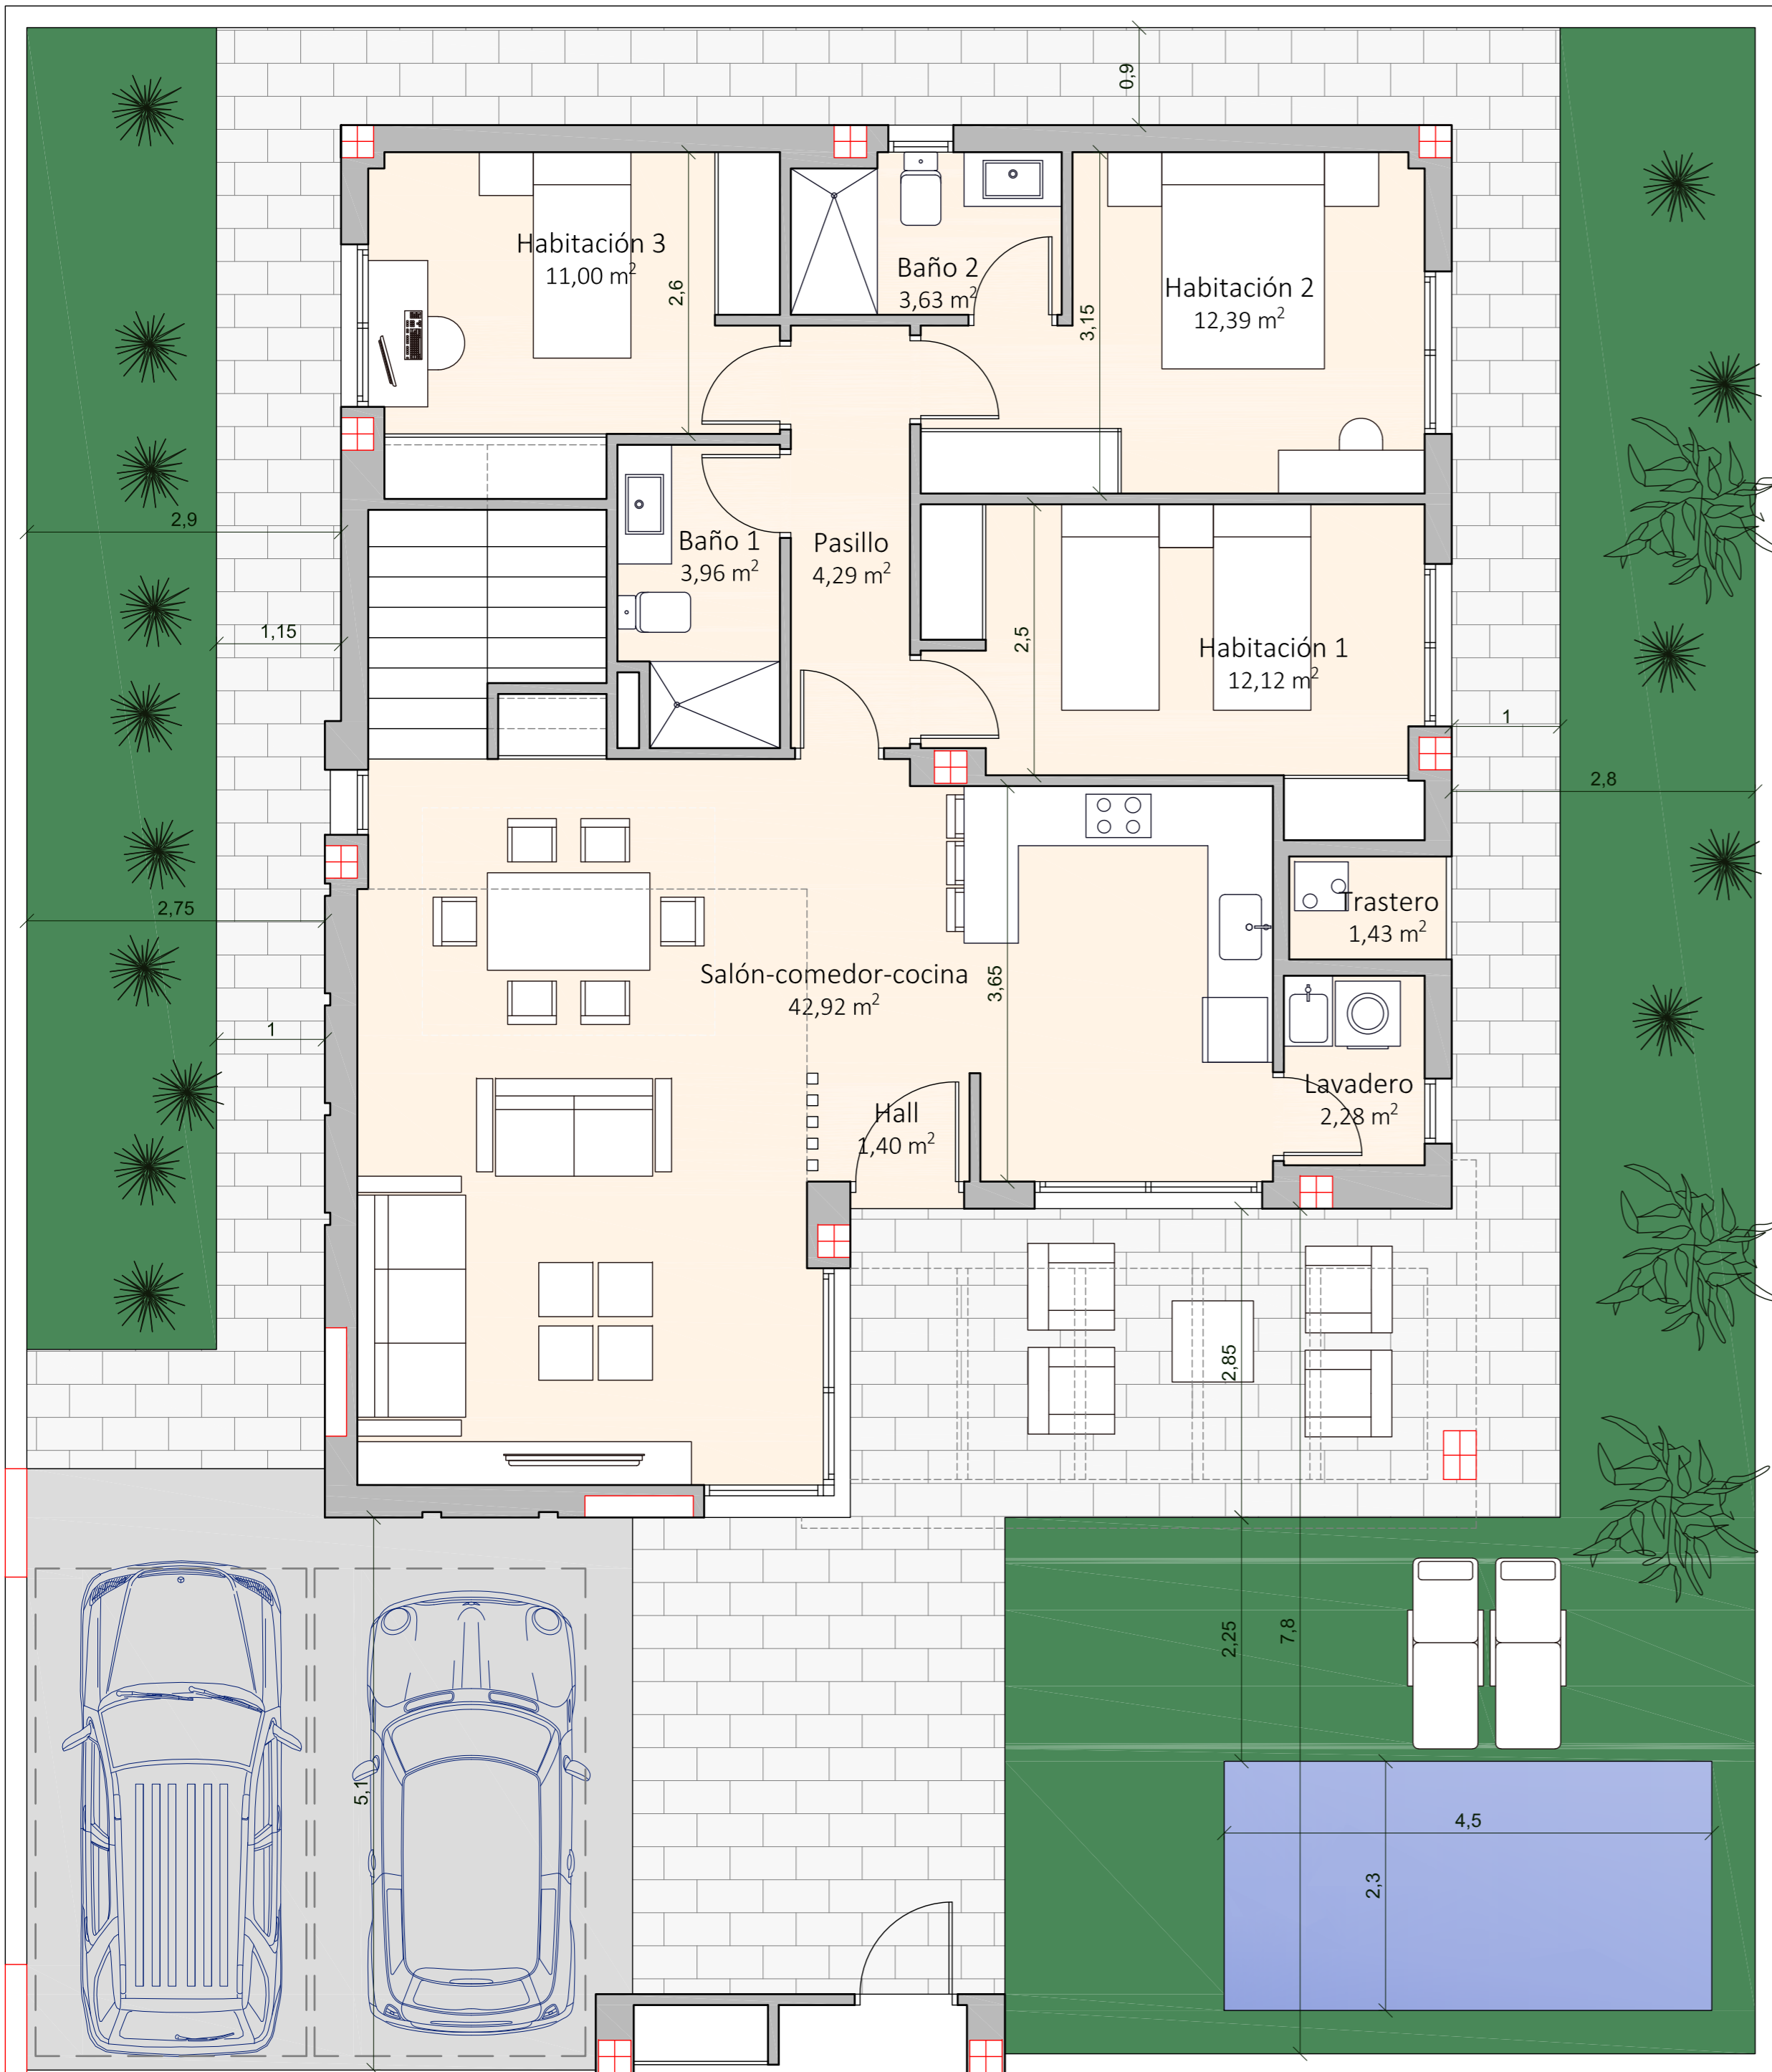 0,9
Habitación 3
11,00 m²
2,6
Baño 2
3,63 m²
3,15
Habitación 2
12,39 m²
2,9
1,15
Baño 1
3,96 m²
Pasillo
4,29 m²
2,5
Habitación 1
12,12 m²
1
2,8
2,75
Trastero
1,43 m²
Salón-comedor-cocina
42,92 m²
3,65
1
Hall
1,40 m²
Lavadero
2,28 m²
2,85
2,25
7,8
5,1
4,5
2,3